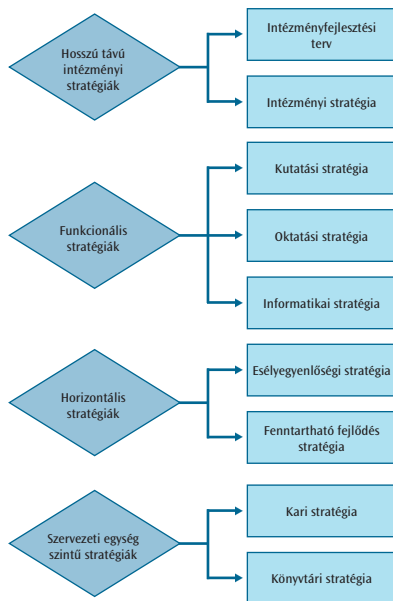 Hosszú távú
intézményi
stratégiák
Intézményfejlesztési
terv
Intézményi stratégia
Funkcionális
stratégiák
Kutatási stratégia
Oktatási stratégia
Informatikai stratégia
Horizontális
stratégiák
Esélyegyenlőségi stratégia
Fenntartható fejlődés
stratégia
Szervezeti egység
szintű stratégiák
Kari stratégia
Könyvtári stratégia